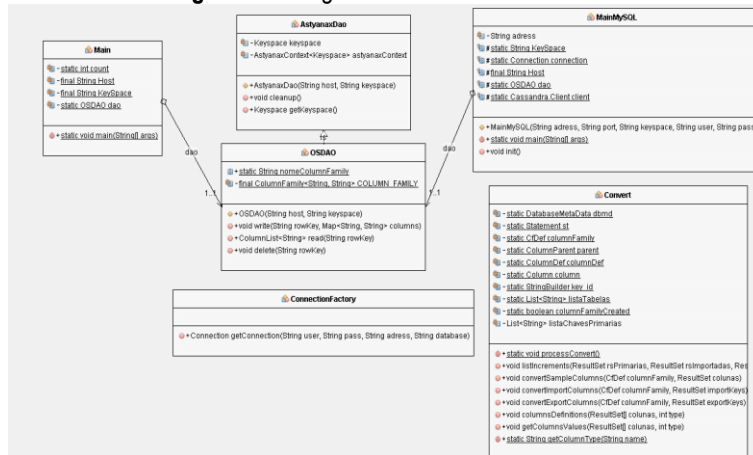 Main
- static int count
- final String Host
- final String KeySpace
- static OSDAO dao
+ static void main(String[] args)
AstyanaxDao
- Keyspace keyspace
- AstyanaxContext<Keyspace> astyanaxContext
+ AstyanaxDao(String host, String keyspace)
+ void cleanup()
+ Keyspace getKeyspace()
MainMySQL
- String adress
# static String KeySpace
# static Connection connection
# final String Host
# static OSDAO dao
# static Cassandra.Client client
+ MainMySQL(String adress, String port, String keyspace, String user, String pass
+ static void main(String[] args)
+ void init()
dao
dao
1..1
1..1
OSDAO
+ static String nomeColumnFamily
- final ColumnFamily<String, String> COLUMN_FAMILY
+ OSDAO(String host, String keyspace)
+ void write(String rowKey, Map<String, String> columns)
+ ColumnList<String> read(String rowKey)
+ void delete(String rowKey)
ConnectionFactory
+ Connection getConnection(String user, String pass, String adress, String database)
Convert
- static DatabaseMetaData dbmd
- static Statement st
- static CfDef columnFamily
- static ColumnParent parent
- static ColumnDef columnDef
- static Column column
- static StringBuilder key_id
- static List<String> listaTabelas
- static boolean columnFamilyCreated
- List<String> listaChavesPrimarias
+ static void processConvert()
+ void listIncrements(ResultSet rsPrimarias, ResultSet rsImportadas, Res
+ void convertSampleColumns(CfDef columnFamily, ResultSet colunas)
+ void convertImportColumns(CfDef columnFamily, ResultSet importKeys)
+ void convertExportColumns(CfDef columnFamily, ResultSet exportKeys)
+ void columnsDefinitions(ResultSet[] colunas, int type)
+ void getColumnsValues(ResultSet[] colunas, int type)
+ static String getColumnType(String name)